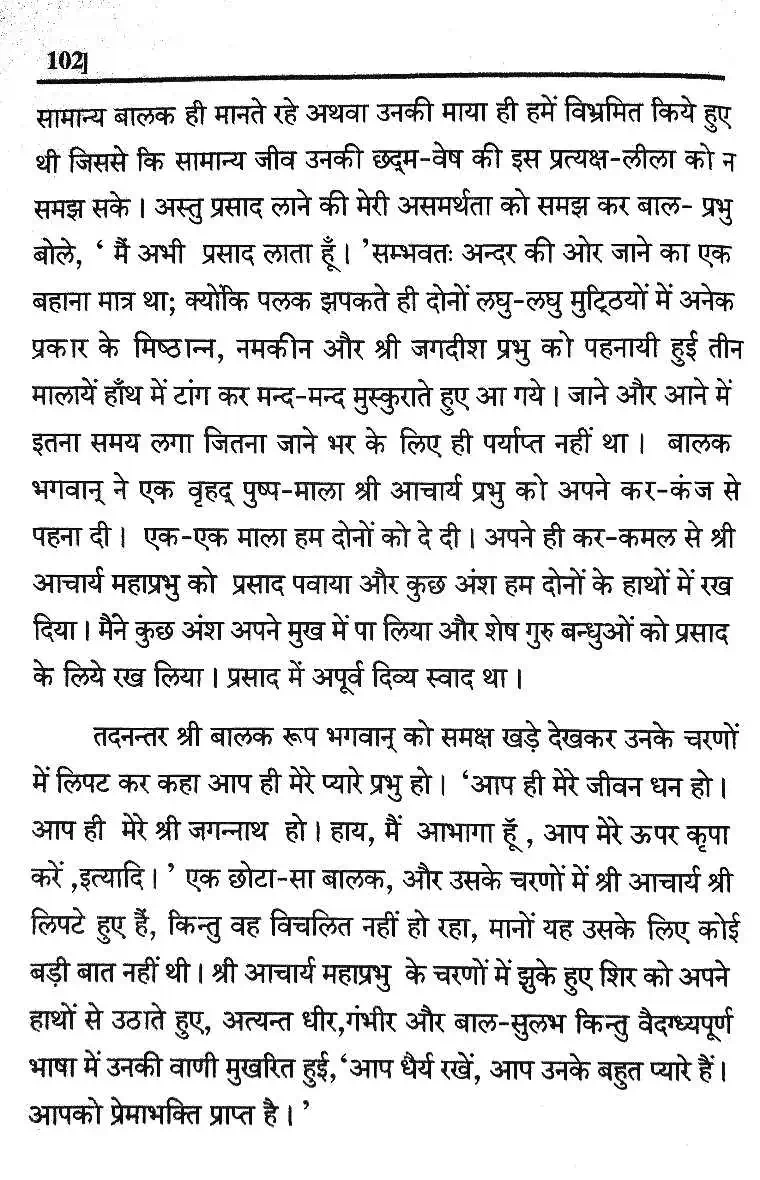 102]
सामान्य बालक ही मानते रहे अथवा उनकी माया ही हमें विभ्रमित किये हुए
थी जिससे कि सामान्य जीव उनकी छद्म-वेष की इस प्रत्यक्ष-लीला को न
समझ सके। अस्तु प्रसाद लाने की मेरी असमर्थता को समझ कर बाल- प्रभु
बोले, ‘ मैं अभी प्रसाद लाता हूँ। ’सम्भवतः अन्दर की ओर जाने का एक
बहाना मात्र था; क्योंकि पलक झपकते ही दोनों लघु-लघु मुट्ठियों में अनेक
प्रकार के मिष्ठान्न, नमकीन और श्री जगदीश प्रभु को पहनायी हुई तीन
मालायें हाँथ में टांग कर मन्द-मन्द मुस्कुराते हुए आ गये। जाने और आने में
इतना समय लगा जितना जाने भर के लिए ही पर्याप्त नहीं था। बालक
भगवान् ने एक वृहद् पुष्प-माला श्री आचार्य प्रभु को अपने कर-कंज से
पहना दी। एक-एक माला हम दोनों को दे दी। अपने ही कर-कमल से श्री
आचार्य महाप्रभु को प्रसाद पवाया और कुछ अंश हम दोनों के हाथों में रख
दिया। मैंने कुछ अंश अपने मुख में पा लिया और शेष गुरु बन्धुओं को प्रसाद
के लिये रख लिया। प्रसाद में अपूर्व दिव्य स्वाद था।
तदनन्तर श्री बालक रूप भगवान् को समक्ष खड़े देखकर उनके चरणों
में लिपट कर कहा आप ही मेरे प्यारे प्रभु हो। ‘आप ही मेरे जीवन धन हो।
आप ही मेरे श्री जगन्नाथ हो। हाय, मैं आभागा हूॅं , आप मेरे ऊपर कृपा
करें ,इत्यादि। ’ एक छोटा-सा बालक, और उसके चरणों में श्री आचार्य श्री
लिपटे हुए हैं, किन्तु वह विचलित नहीं हो रहा, मानों यह उसके लिए कोई
बड़ी बात नहीं थी। श्री आचार्य महाप्रभु के चरणों में झुके हुए शिर को अपने
हाथों से उठाते हुए, अत्यन्त धीर,गंभीर और बाल-सुलभ किन्तु वैदग्ध्यपूर्ण
भाषा में उनकी वाणी मुखरित हुई,‘आप धैर्य रखें, आप उनके बहुत प्यारे हैं।
आपको प्रेमाभक्ति प्राप्त है। ’